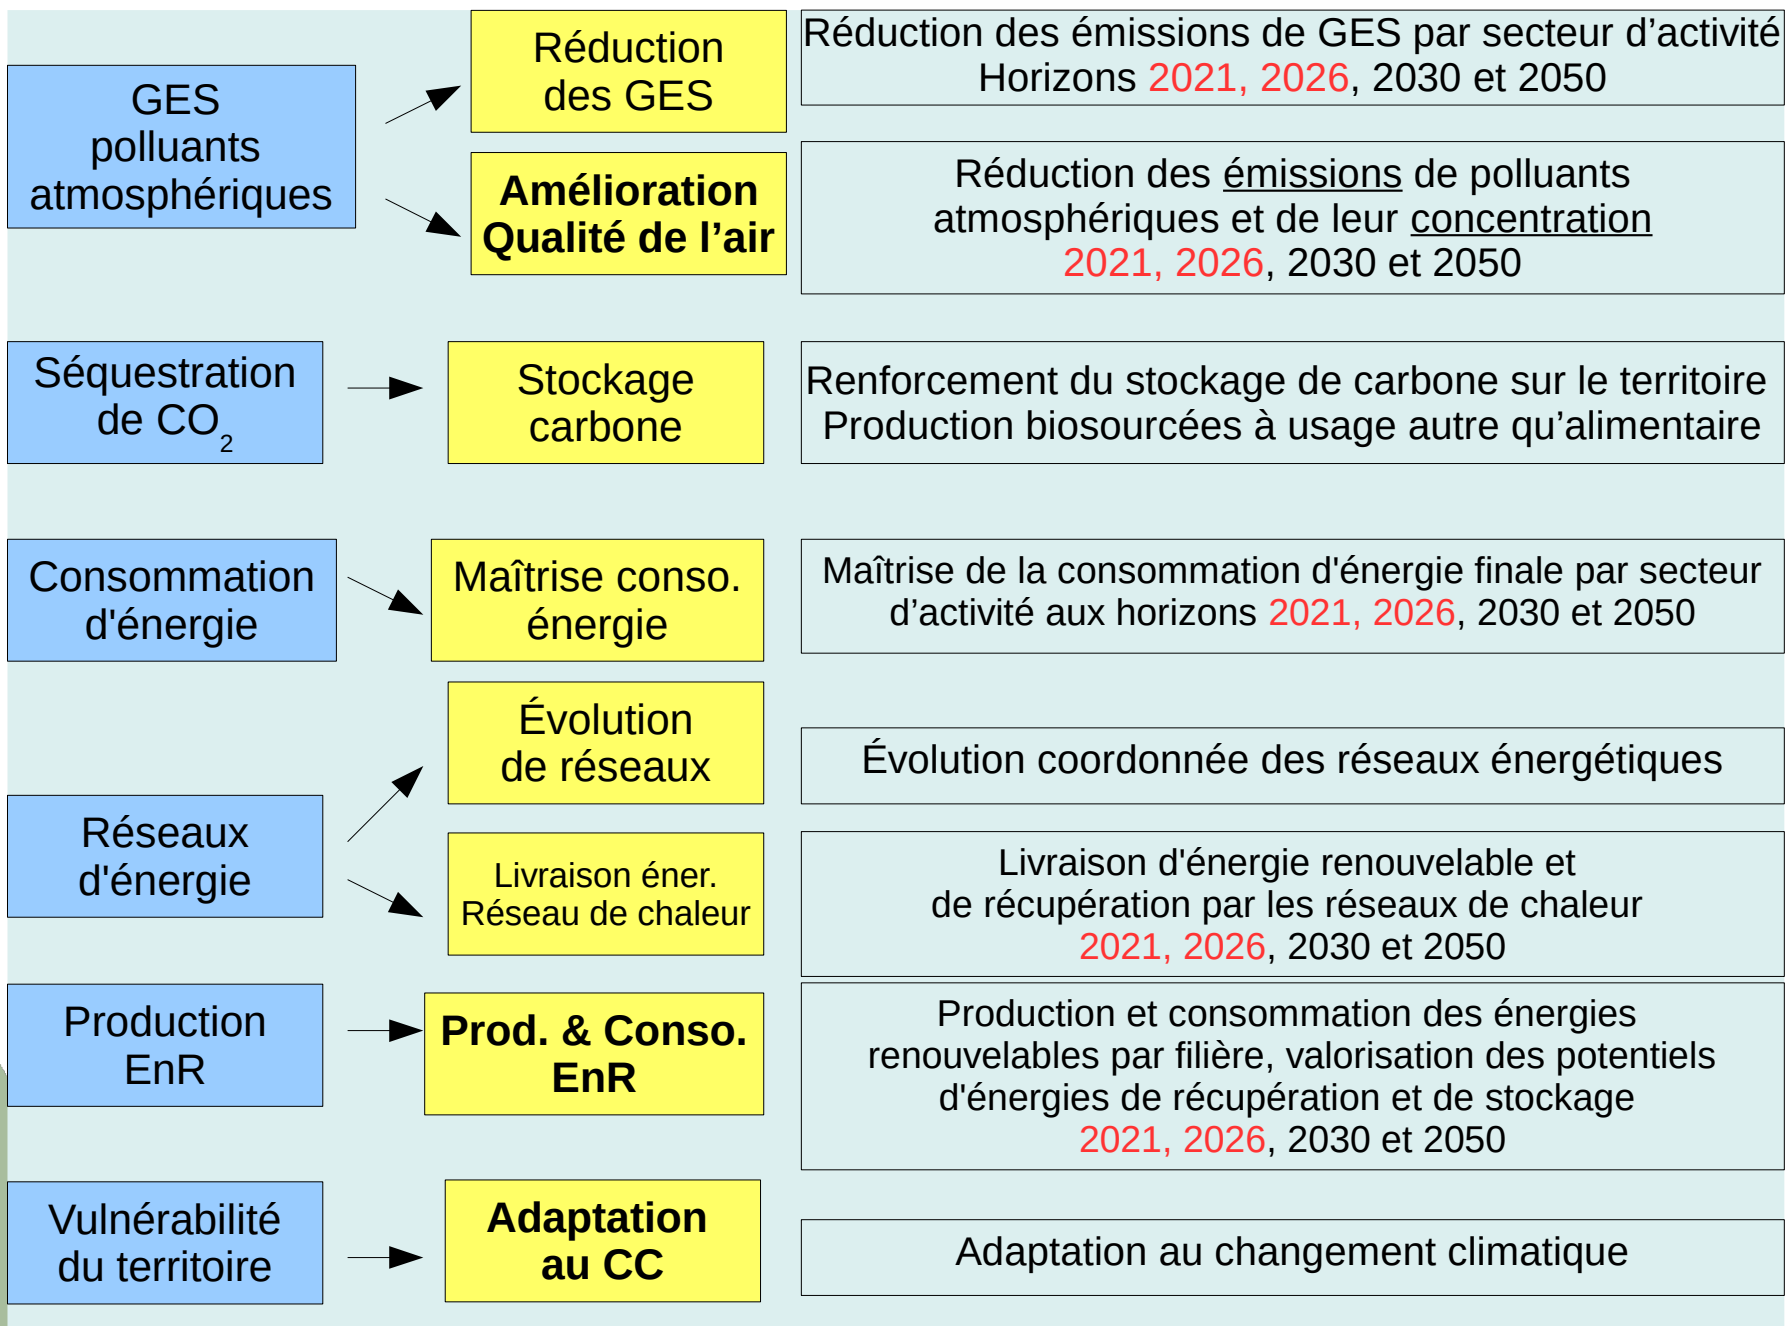 GES
polluants
atmosphériques
Réduction
des GES
Réduction des émissions de GES par secteur d’activité
Horizons 2021, 2026, 2030 et 2050
Amélioration
Qualité de l’air
Réduction des émissions de polluants
atmosphériques et de leur concentration
2021, 2026, 2030 et 2050
Séquestration
de CO₂
Stockage
carbone
Renforcement du stockage de carbone sur le territoire
Production biosourcées à usage autre qu’alimentaire
Consommation
d'énergie
Maîtrise conso.
énergie
Maîtrise de la consommation d'énergie finale par secteur
d’activité aux horizons 2021, 2026, 2030 et 2050
Réseaux
d'énergie
Évolution
de réseaux
Évolution coordonnée des réseaux énergétiques
Livraison éner.
Réseau de chaleur
Livraison d'énergie renouvelable et
de récupération par les réseaux de chaleur
2021, 2026, 2030 et 2050
Production
EnR
Prod. & Conso.
EnR
Production et consommation des énergies
renouvelables par filière, valorisation des potentiels
d'énergies de récupération et de stockage
2021, 2026, 2030 et 2050
Vulnérabilité
du territoire
Adaptation
au CC
Adaptation au changement climatique